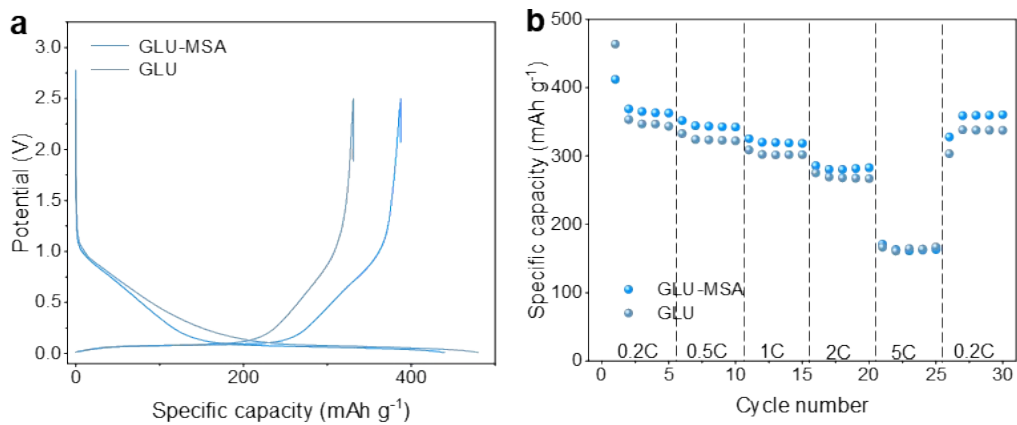 a
GLU-MSA
GLU
Potential (V)
3.0
2.5
2.0
1.5
1.0
0.5
0.0
0
200
400
Specific capacity (mAh g⁻¹)
b
Specific capacity (mAh g⁻¹)
500
400
300
200
100
0
GLU-MSA
GLU
0.2C 0.5C 1C 2C 5C 0.2C
0 5 10 15 20 25 30
Cycle number